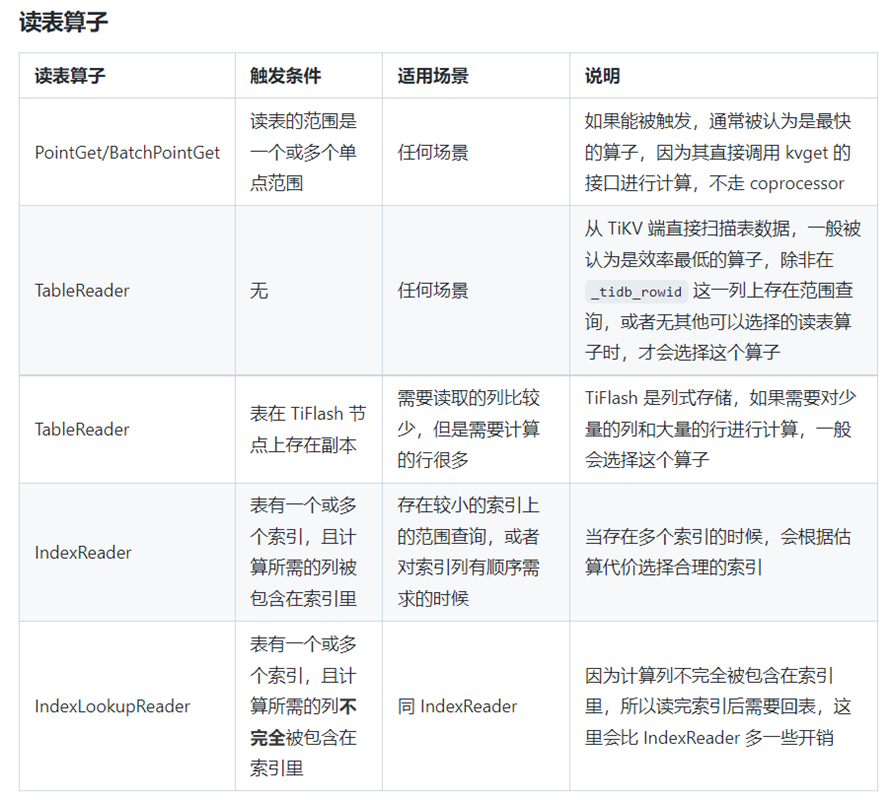 读表算子
读表算子 触发条件 适用场景 说明
PointGet/BatchPointGet
读表的范围是
一个或多个单
点范围
任何场景
如果能被触发，通常被认为是最快
的算子，因为其直接调用 kvget 的
接口进行计算，不走 coprocessor
TableReader
无
任何场景
从 TiKV 端直接扫描表数据，一般被
认为是效率最低的算子，除非在
_tidb_rowid 这一列上存在范围查
询，或者无其他可以选择的读表算
子时，才会选择这个算子
TableReader
表在 TiFlash 节
点上存在副本
需要读取的列比较
少，但是需要计算
的行很多
TiFlash 是列式存储，如果需要对少
量的列和大量的行进行计算，一般
会选择这个算子
IndexReader
表有一个或多
个索引，且计
算所需的列被
包含在索引里
存在较小的索引上
的范围查询，或者
对索引列有顺序需
求的时候
当存在多个索引的时候，会根据估
算代价选择合理的索引
IndexLookupReader
表有一个或多
个索引，且计
算所需的列不
完全被包含在
索引里
同 IndexReader
因为计算列不完全被包含在索引
里，所以读完索引后需要回表，这
里会比 IndexReader 多一些开销